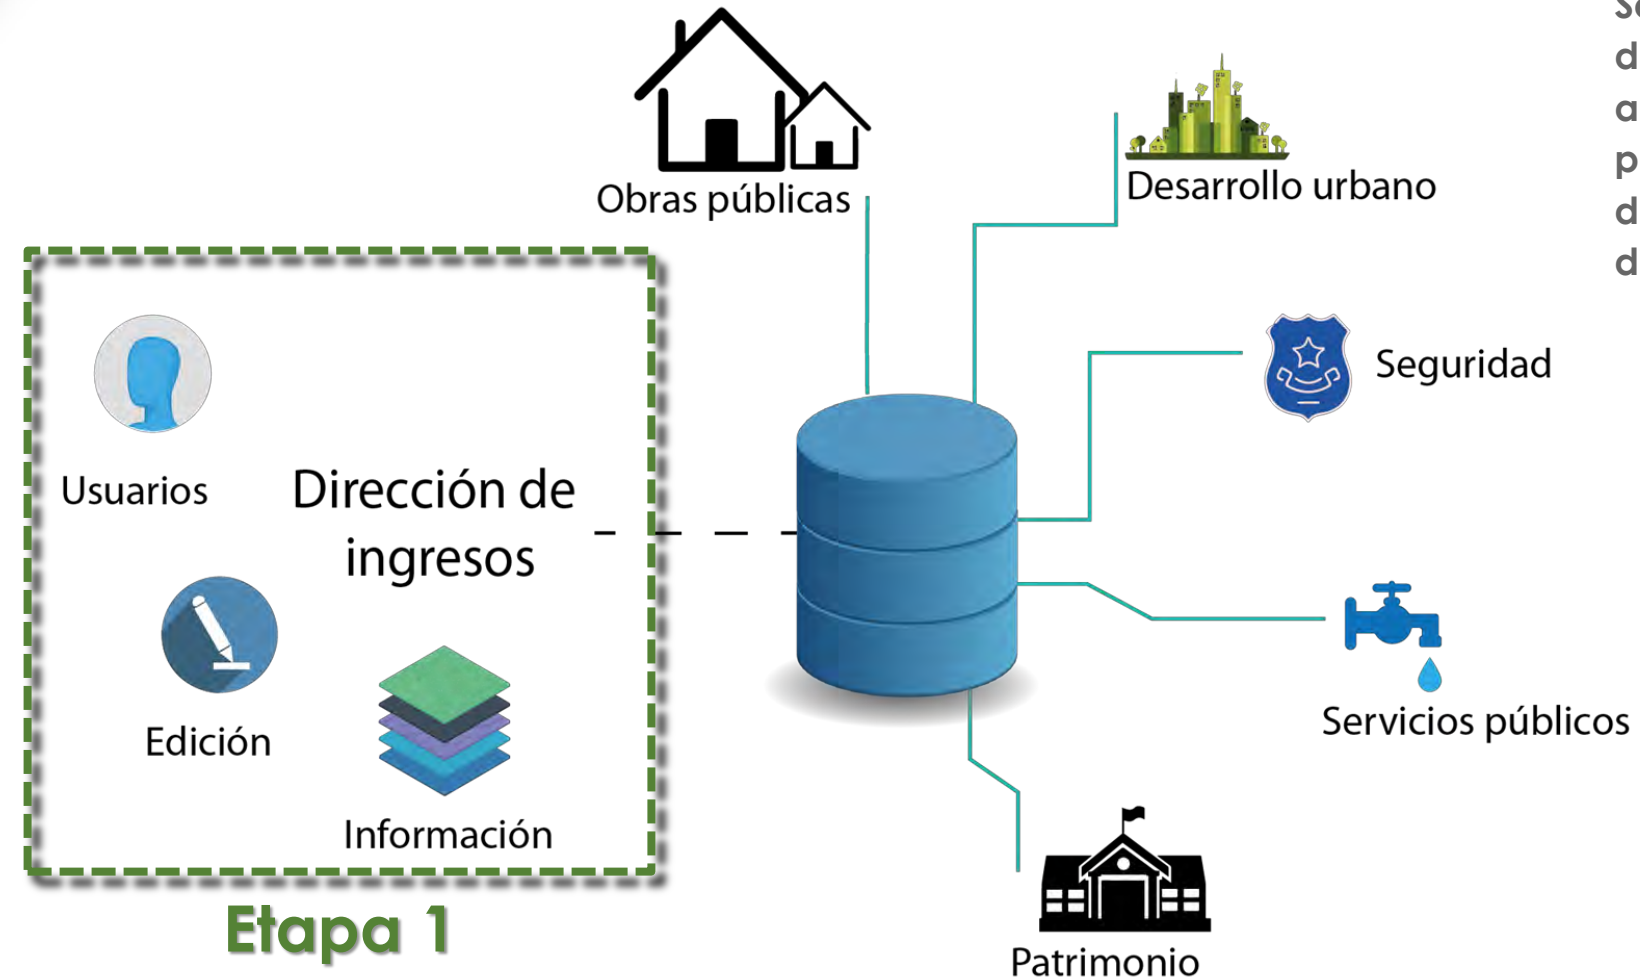 Obras públicas
Desarrollo urbano
Seguridad
Usuarios
Dirección de
ingresos
Edición
Información
Servicios públicos
Etapa 1
Patrimonio